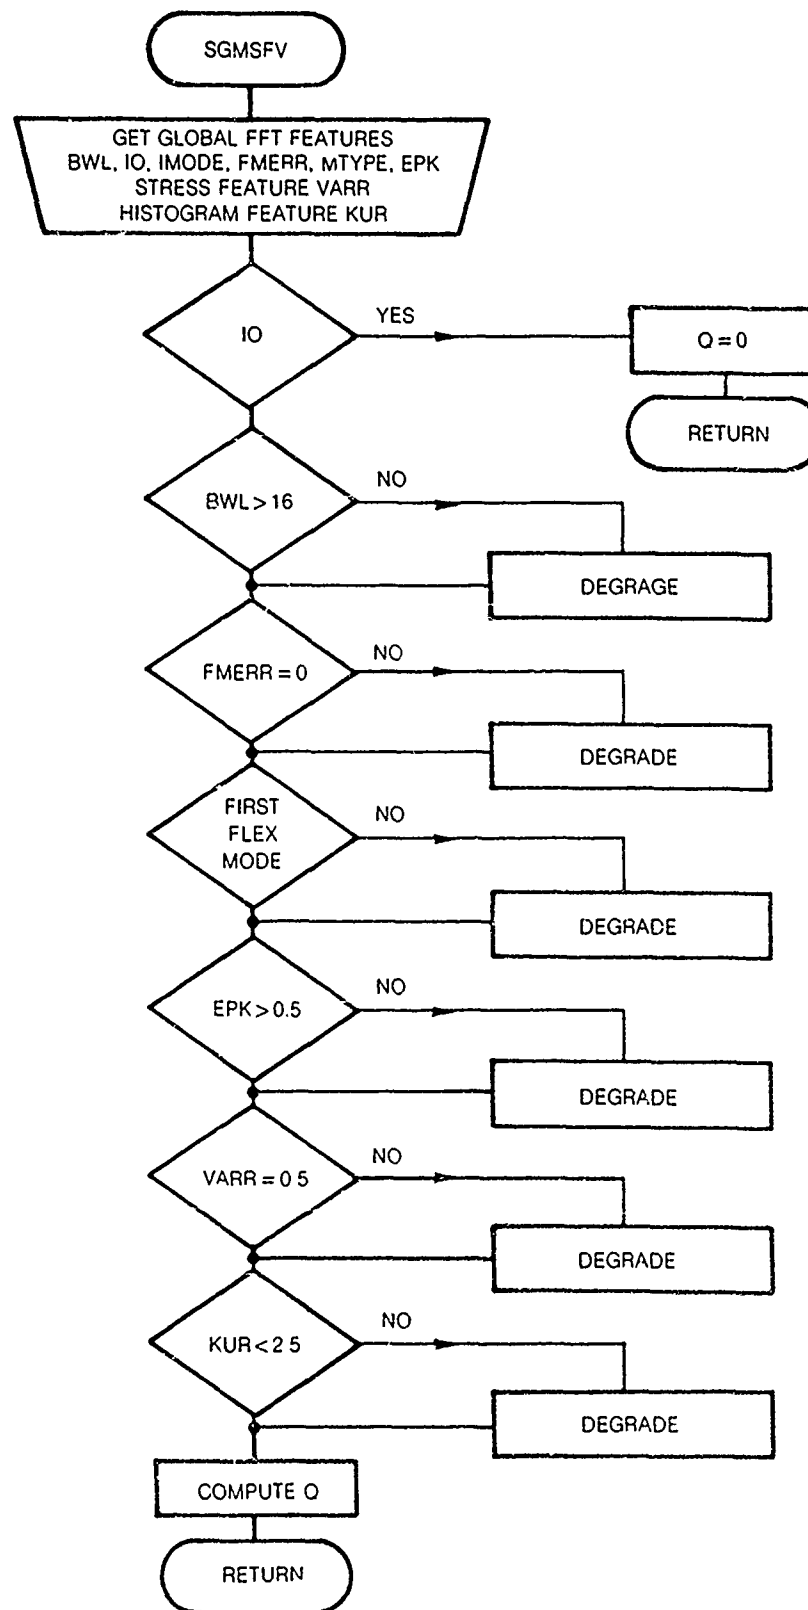 SGMSFV
GET GLOBAL FFT FEATURES
BWL, IO, IMODE, FMERR, MTYPE, EPK
STRESS FEATURE VARR
HISTOGRAM FEATURE KUR
IO
YES
Q = 0
RETURN
BWL > 16
NO
DEGRAGE
FMERR = 0
NO
DEGRADE
FIRST
FLEX
MODE
NO
DEGRADE
EPK > 0.5
NO
DEGRADE
VARR = 0 5
NO
DEGRADE
KUR < 2 5
NO
DEGRADE
COMPUTE Q
RETURN